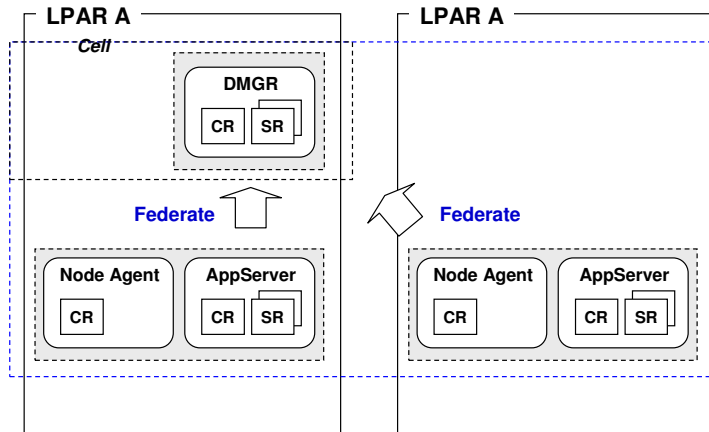 LPAR A
LPAR A
Cell
DMGR
CR
SR
Federate
Federate
Node Agent
AppServer
CR
CR
SR
Node Agent
AppServer
CR
CR
SR